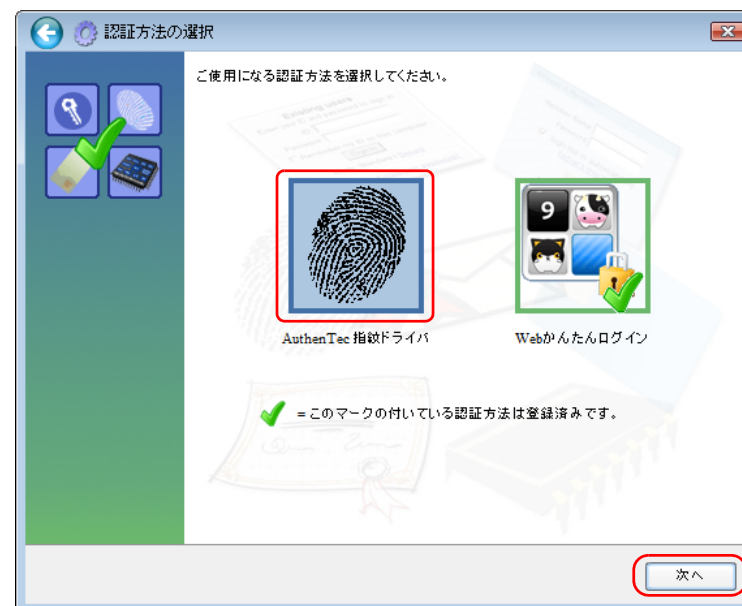 認証方法の選択
ご使用になる認証方法を選択してください。
9
AuthenTec 指紋ドライバ
Webかんたんログイン
=このマークの付いている認証方法は登録済みです。
次へ